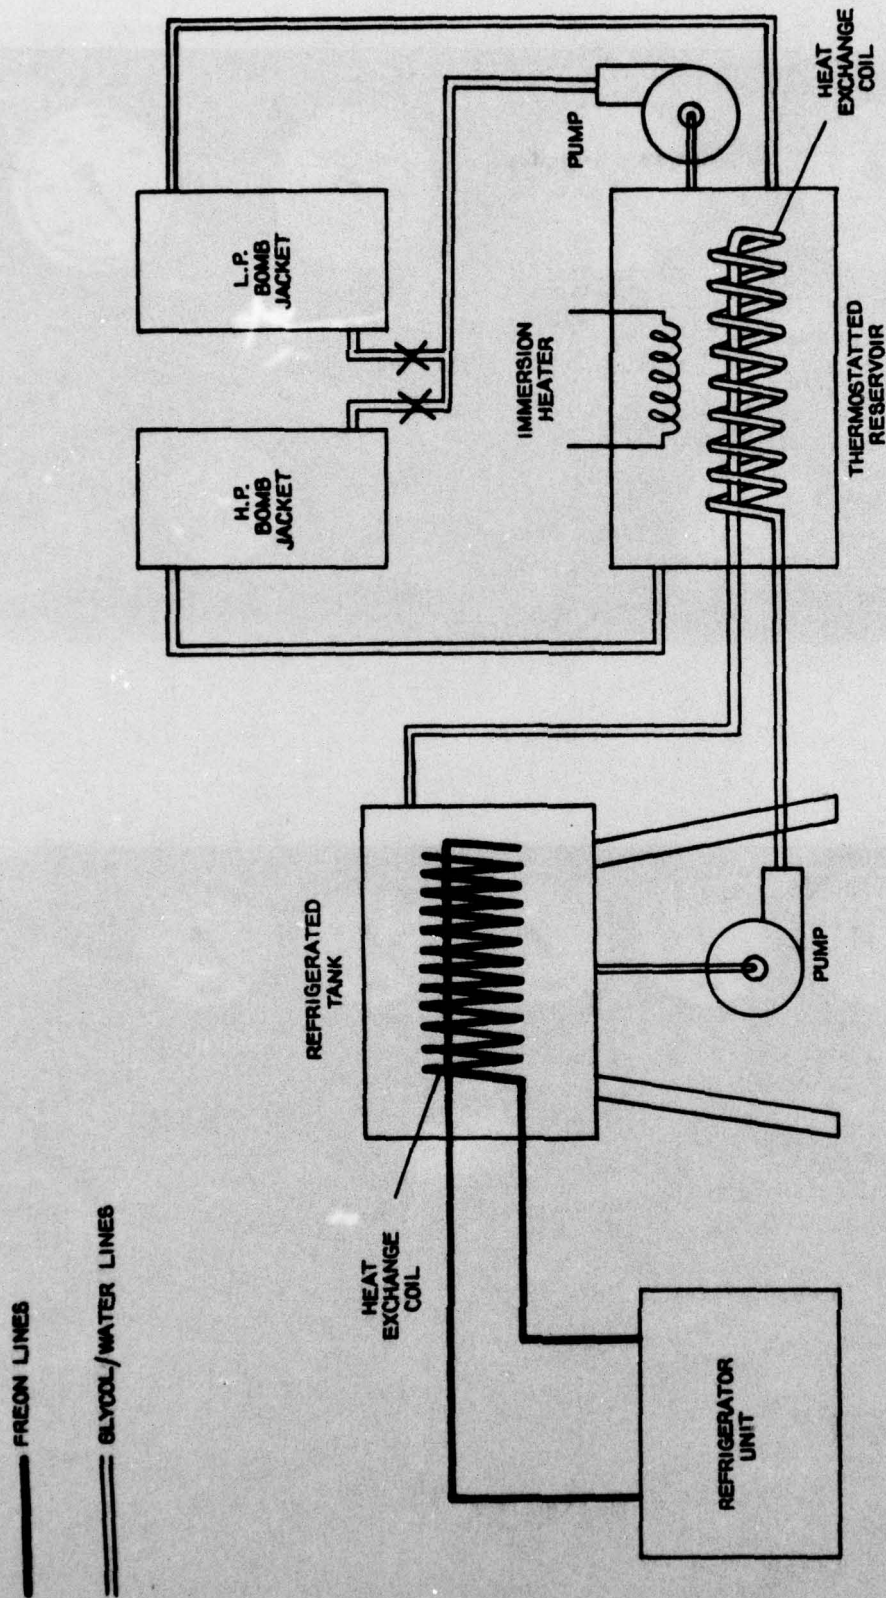 FREON LINES
GLYCOL/WATER LINES
REFRIGERATOR
UNIT
HEAT
EXCHANGE
COIL
REFRIGERATED
TANK
PUMP
H.P.
BOMB
JACKET
L.P.
BOMB
JACKET
IMMERSION
HEATER
PUMP
THERMOSTATTED
RESERVOIR
HEAT
EXCHANGE
COIL